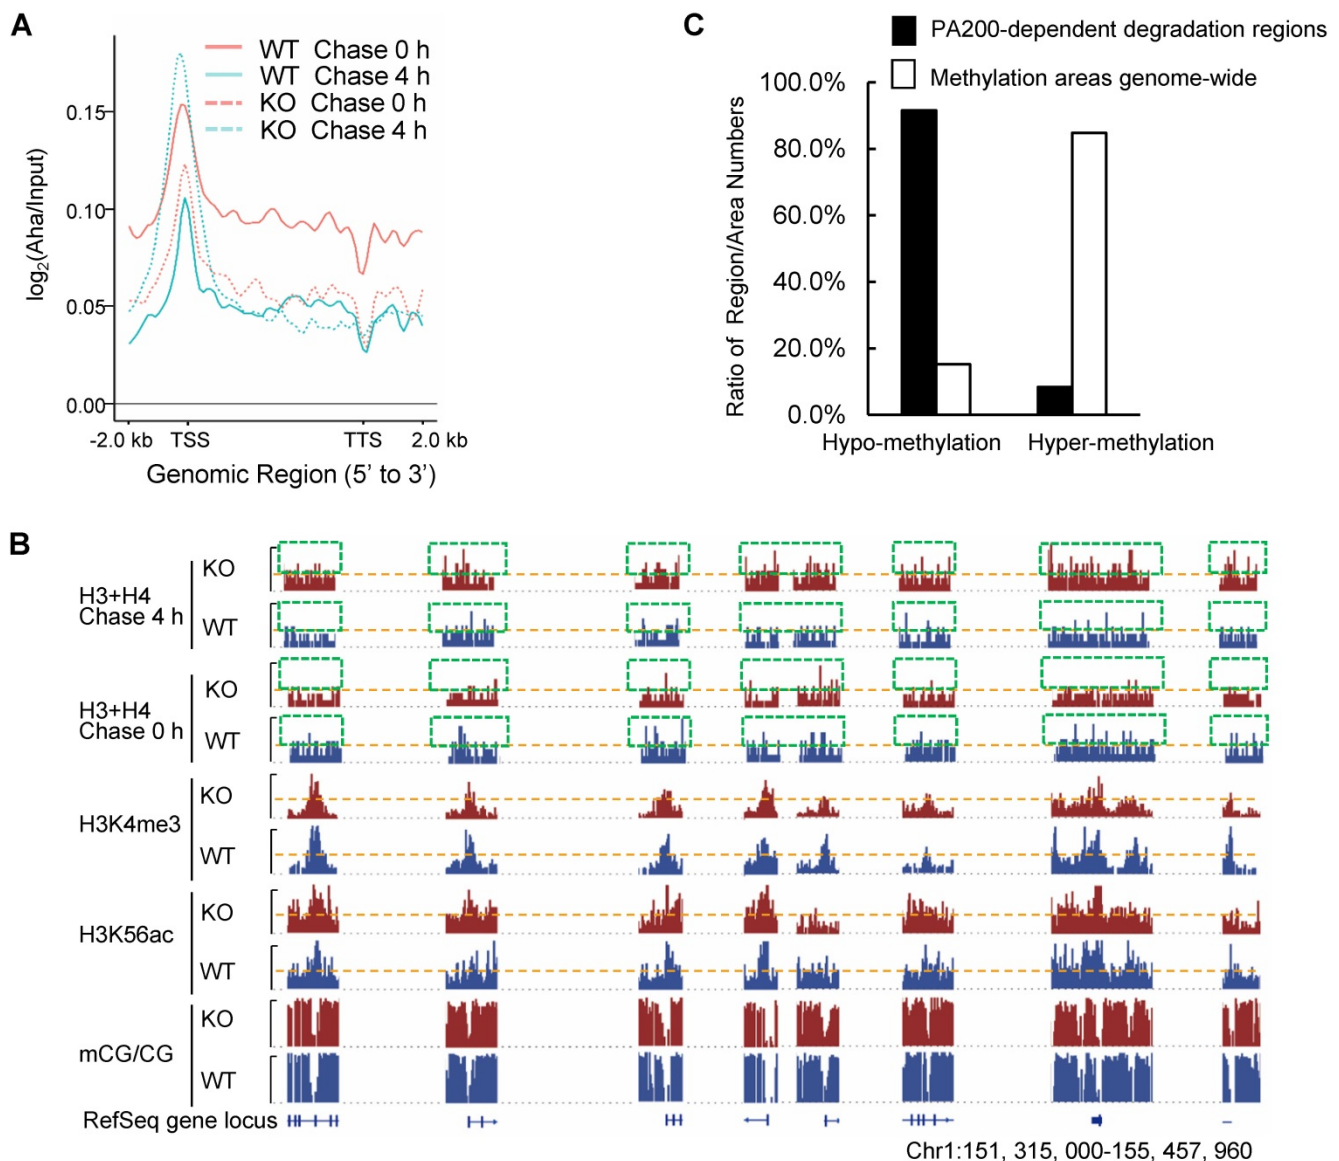 A
WT Chase 0 h
WT Chase 4 h
KO Chase 0 h
KO Chase 4 h
log2(Aha/Input)
0.15
0.10
0.05
0.00
-2.0 kb TSS TTS 2.0 kb
Genomic Region (5' to 3')
C
PA200-dependent degradation regions
Methylation areas genome-wide
Ratio of Region/Area Numbers
100.0%
80.0%
60.0%
40.0%
20.0%
0.0%
Hypo-methylation Hyper-methylation
B
H3+H4
Chase 4 h
KO
WT
H3+H4
Chase 0 h
KO
WT
H3K4me3
KO
WT
H3K56ac
KO
WT
mCG/CG
KO
WT
RefSeq gene locus
Chr1:151, 315, 000-155, 457, 960